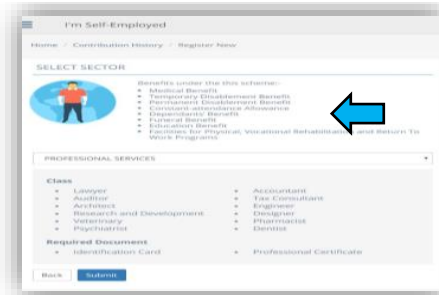 I'm Self-Employed
Home / Contribution History / Register New
SELECT SECTOR
Benefits under the this scheme:-
• Medical Benefit
• Temporary Disablement Benefit
• Permanent Disablement Benefit
• Constant-attendance Allowance
• Dependants' Benefit
• Funeral Benefit
• Education Benefit
• Facilities for Physical, Vocational Rehabilitation and Return To
Work Programs
PROFESSIONAL SERVICES
Class
• Lawyer
• Auditor
• Architect
• Research and Development
• Veterinary
• Psychiatrist
• Accountant
• Tax Consultant
• Engineer
• Designer
• Pharmacist
• Dentist
Required Document
• Identification Card
• Professional Certificate
Back
Submit